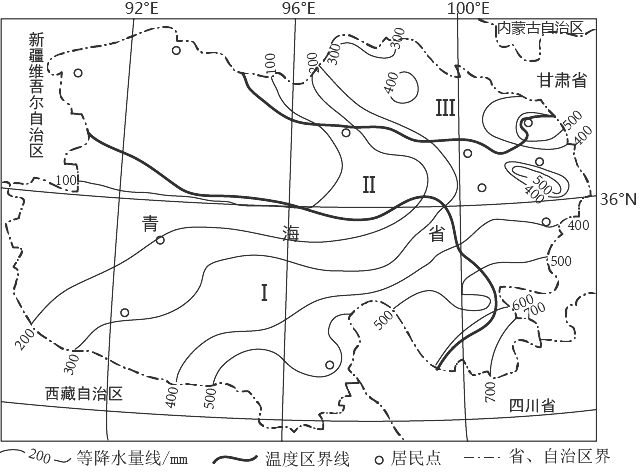 92°E
96°E
100°E
内蒙古自治区
新疆维吾尔自治区
甘肃省
100
200
300
300
400
III
500
400
II
500
400
100
36°N
青海省
400
500
I
600
700
500
200
300
400
500
700
西藏自治区
四川省
200 等降水量线/mm
温度区界线
居民点
省、自治区界